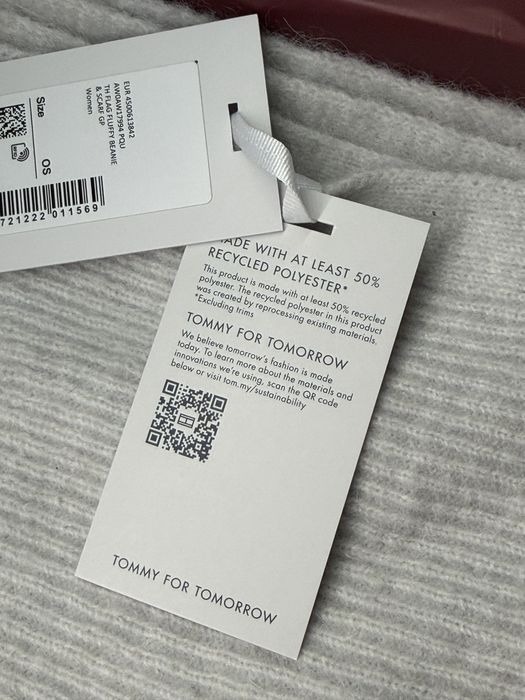 EUR 4500613842
AW0AW17994 PQU
TH FLAG FLUFFY BEANIE
& SCARF GP
Women
Size
OS
721222 011569
MADE WITH AT LEAST 50%
RECYCLED POLYESTER*
This product is made with at least 50% recycled
polyester. The recycled polyester in this product
was created by reprocessing existing materials.
*Excluding trims
TOMMY FOR TOMORROW
We believe tomorrow's fashion is made
today. To learn more about the materials and
innovations we're using, scan the QR code
below or visit tom.my/sustainability
TOMMY FOR TOMORROW